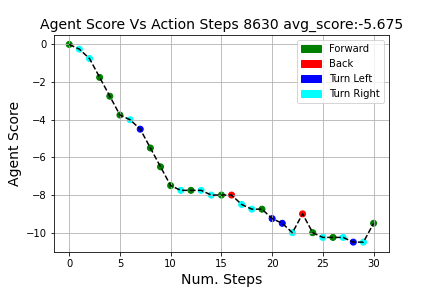 Agent Score Vs Action Steps 8630 avg_score:-5.675
Forward
Back
Turn Left
Turn Right
Agent Score
0
−2
−4
−6
−8
−10
0 5 10 15 20 25 30
Num. Steps